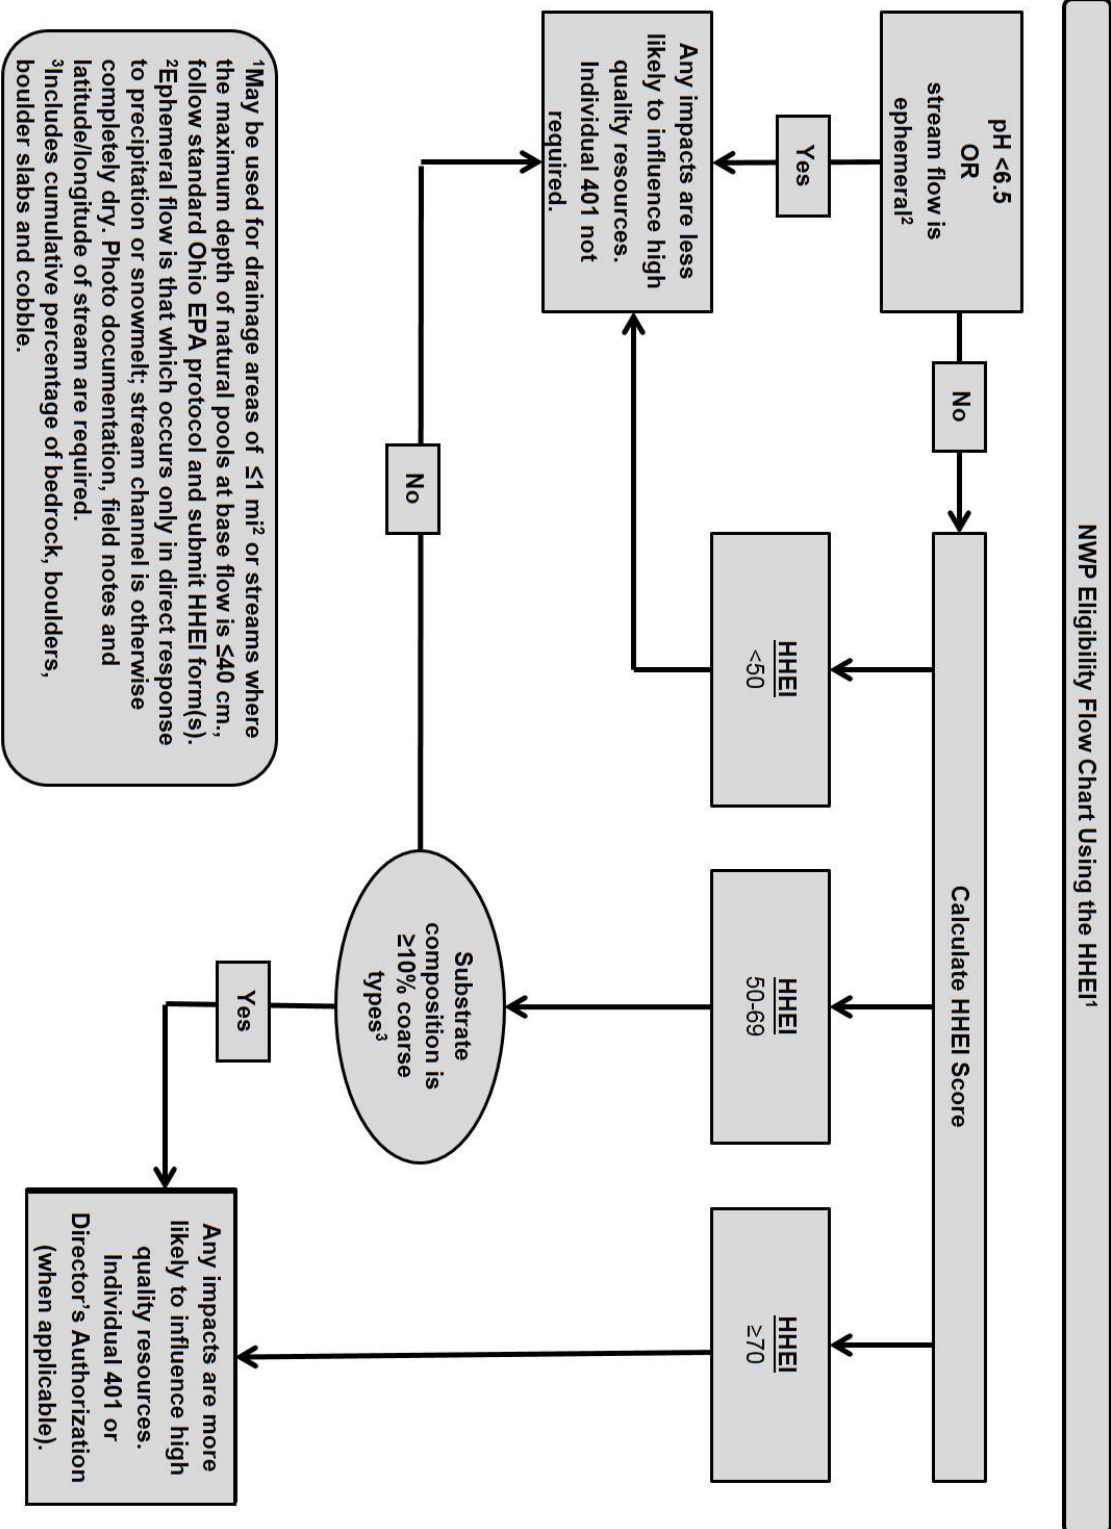 NWP Eligibility Flow Chart Using the HHEI¹
pH <6.5
OR
stream flow is
ephemeral²
No
Calculate HHEI Score
Yes
HHEI
<50
HHEI
50-69
HHEI
≥70
Any impacts are less
likely to influence high
quality resources.
Individual 401 not
required.
No
Substrate
composition is
≥10% coarse
types³
Yes
Any impacts are more
likely to influence high
quality resources.
Individual 401 or
Director's Authorization
(when applicable).
¹May be used for drainage areas of ≤1 mi² or streams where
the maximum depth of natural pools at base flow is ≤40 cm.,
follow standard Ohio EPA protocol and submit HHEI form(s).
²Ephemeral flow is that which occurs only in direct response
to precipitation or snowmelt; stream channel is otherwise
completely dry. Photo documentation, field notes and
latitude/longitude of stream are required.
³Includes cumulative percentage of bedrock, boulders,
boulder slabs and cobble.